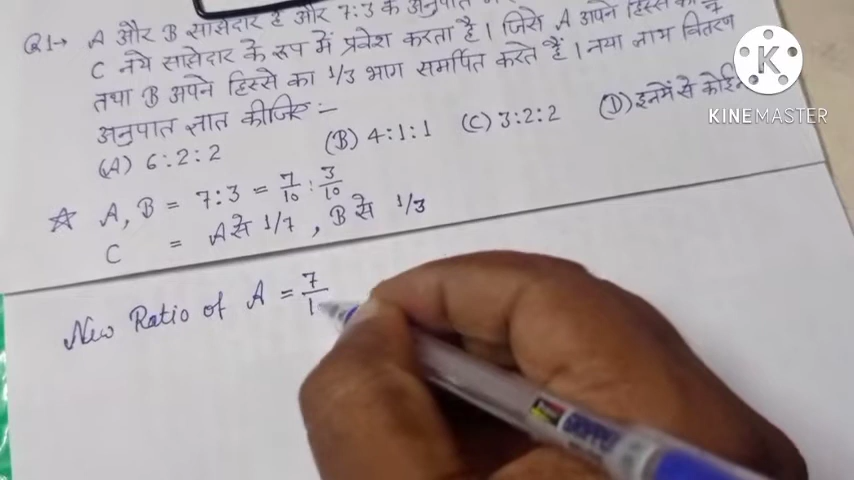 Q1→ A और B साझेदार हैं और 7:3 के अनुपात में
C नये साझेदार के रूप में प्रवेश करता है। जिसे A अपने हिस्से का
तथा B अपने हिस्से का 1/3 भाग समर्पित करते हैं। नया लाभ वितरण
अनुपात ज्ञात कीजिए :-
(A) 6:2:2 (B) 4:1:1 (C) 3:2:2 (D) इनमें से कोई
☆ A, B = 7:3 = 7/10 : 3/10
C = A से 1/7 , B से 1/3
New Ratio of A = 7/1
K
KINEMASTER